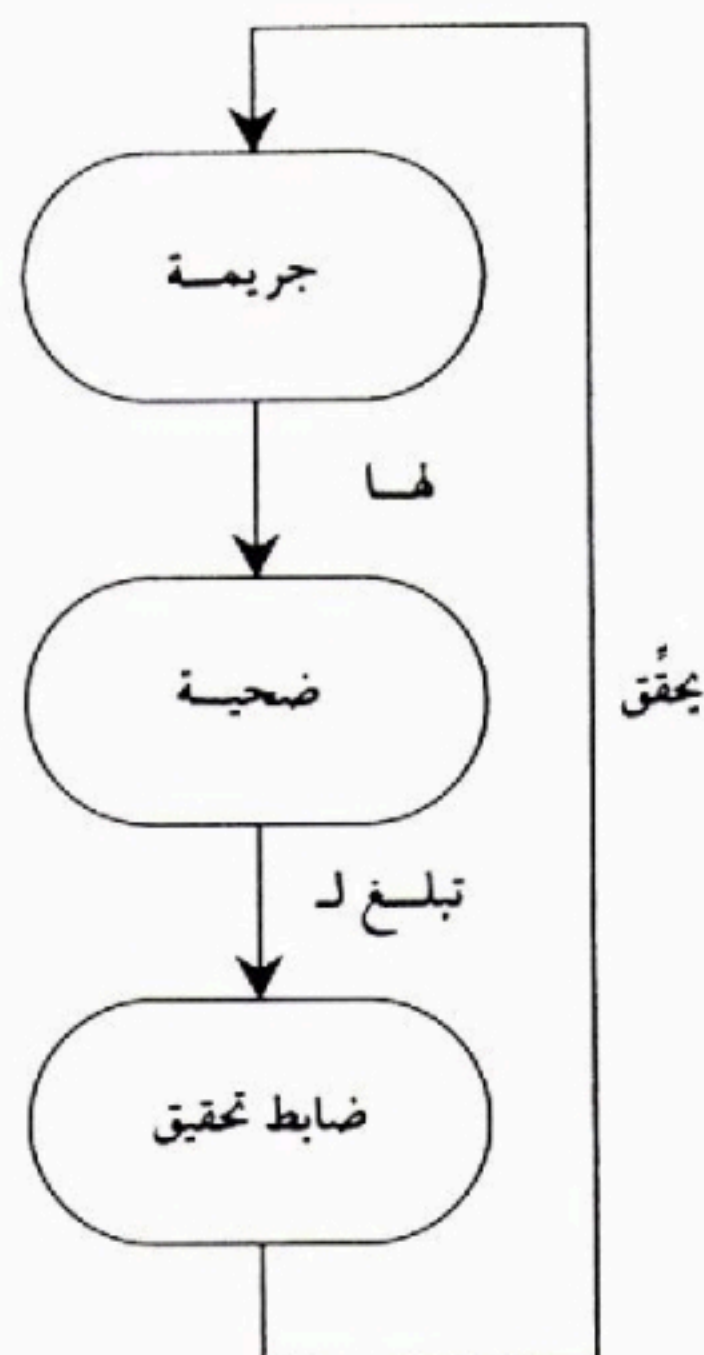 جريمة
لها
ضحية
يحقق
تبلغ لـ
ضابط تحقيق